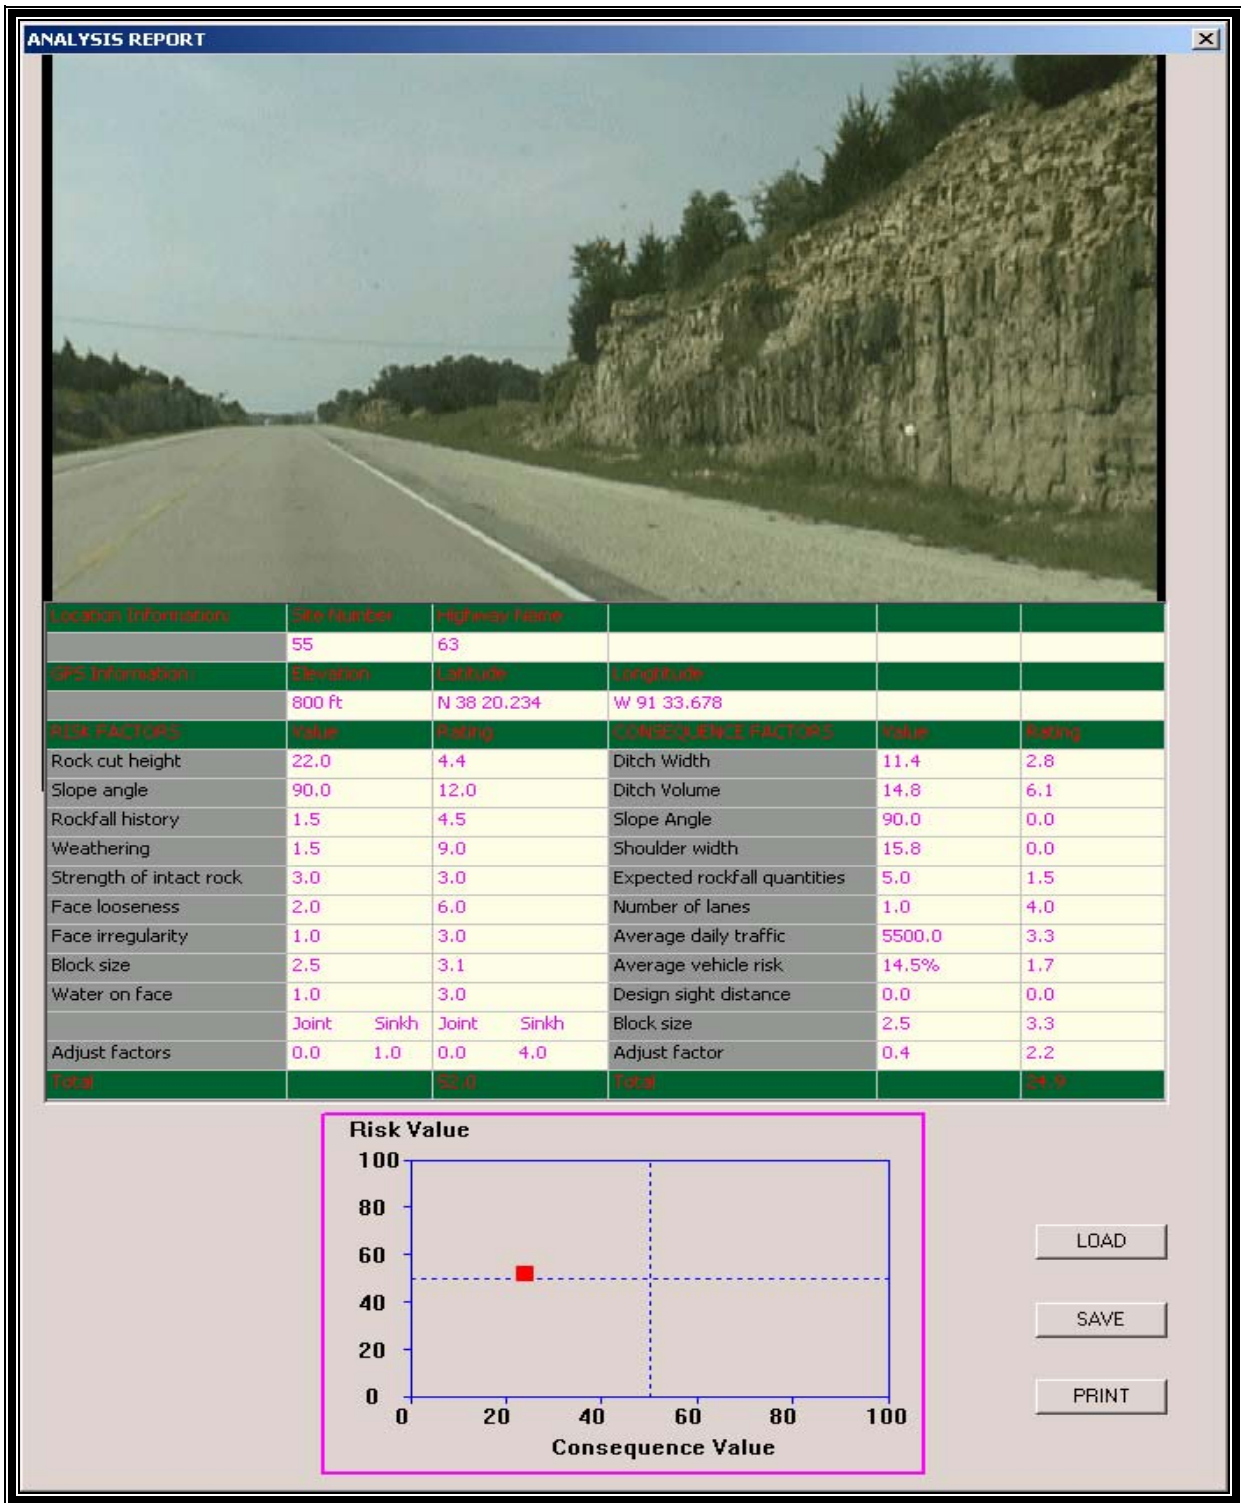 ANALYSIS REPORT
Location Information: Site Number Highway Name
55 63
GPS Information: Elevation Latitude Longtitude
800 ft N 38 20.234 W 91 33.678
RISK FACTORS Value Rating CONSEQUENCE FACTORS Value Rating
Rock cut height 22.0 4.4 Ditch Width 11.4 2.8
Slope angle 90.0 12.0 Ditch Volume 14.8 6.1
Rockfall history 1.5 4.5 Slope Angle 90.0 0.0
Weathering 1.5 9.0 Shoulder width 15.8 0.0
Strength of intact rock 3.0 3.0 Expected rockfall quantities 5.0 1.5
Face looseness 2.0 6.0 Number of lanes 1.0 4.0
Face irregularity 1.0 3.0 Average daily traffic 5500.0 3.3
Block size 2.5 3.1 Average vehicle risk 14.5% 1.7
Water on face 1.0 3.0 Design sight distance 0.0 0.0
Joint Sinkh Joint Sinkh Block size 2.5 3.3
Adjust factors 0.0 1.0 0.0 4.0 Adjust factor 0.4 2.2
Total 52.0 Total 24.9
Risk Value
100
80
60
40
20
0
0 20 40 60 80 100
Consequence Value
LOAD
SAVE
PRINT